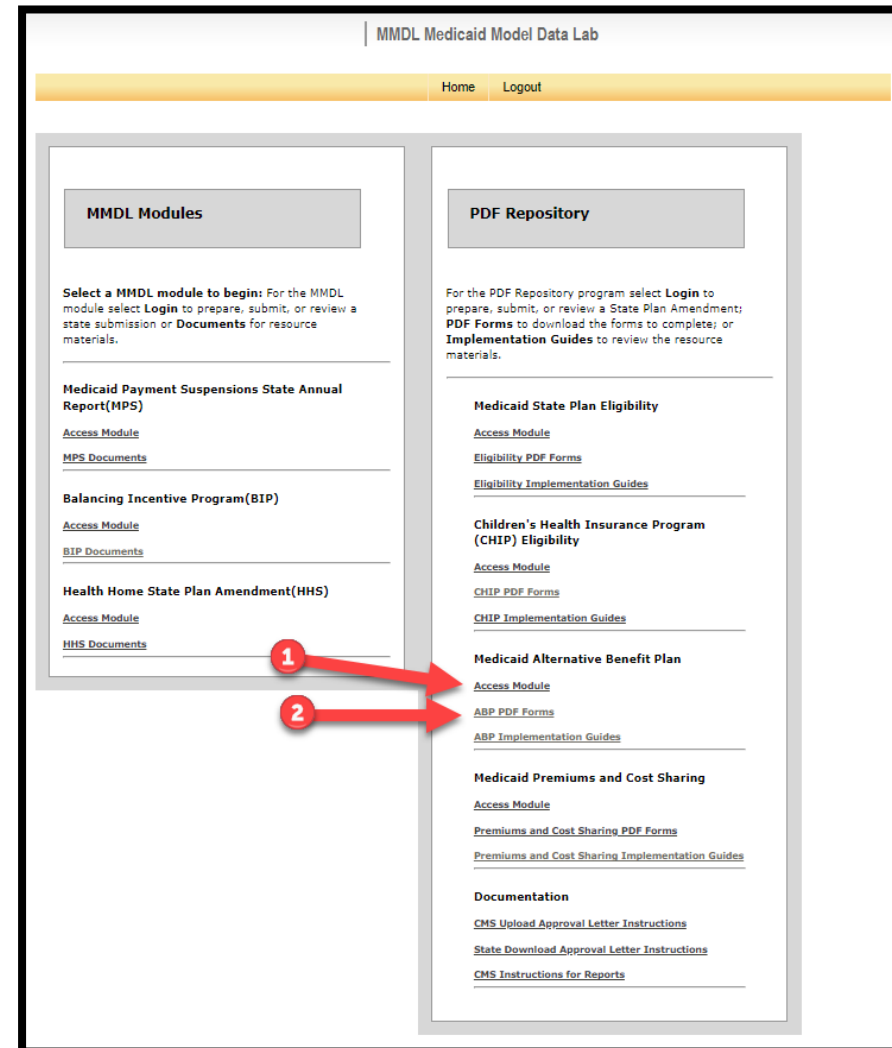 MMDL Medicaid Model Data Lab
Home Logout
MMDL Modules
Select a MMDL module to begin: For the MMDL
module select Login to prepare, submit, or review a
state submission or Documents for resource
materials.
Medicaid Payment Suspensions State Annual
Report(MPS)
Access Module
MPS Documents
Balancing Incentive Program(BIP)
Access Module
BIP Documents
Health Home State Plan Amendment(HHS)
Access Module
HHS Documents
1
2
PDF Repository
For the PDF Repository program select Login to
prepare, submit, or review a State Plan Amendment;
PDF Forms to download the forms to complete; or
Implementation Guides to review the resource
materials.
Medicaid State Plan Eligibility
Access Module
Eligibility PDF Forms
Eligibility Implementation Guides
Children's Health Insurance Program
(CHIP) Eligibility
Access Module
CHIP PDF Forms
CHIP Implementation Guides
Medicaid Alternative Benefit Plan
Access Module
ABP PDF Forms
ABP Implementation Guides
Medicaid Premiums and Cost Sharing
Access Module
Premiums and Cost Sharing PDF Forms
Premiums and Cost Sharing Implementation Guides
Documentation
CMS Upload Approval Letter Instructions
State Download Approval Letter Instructions
CMS Instructions for Reports